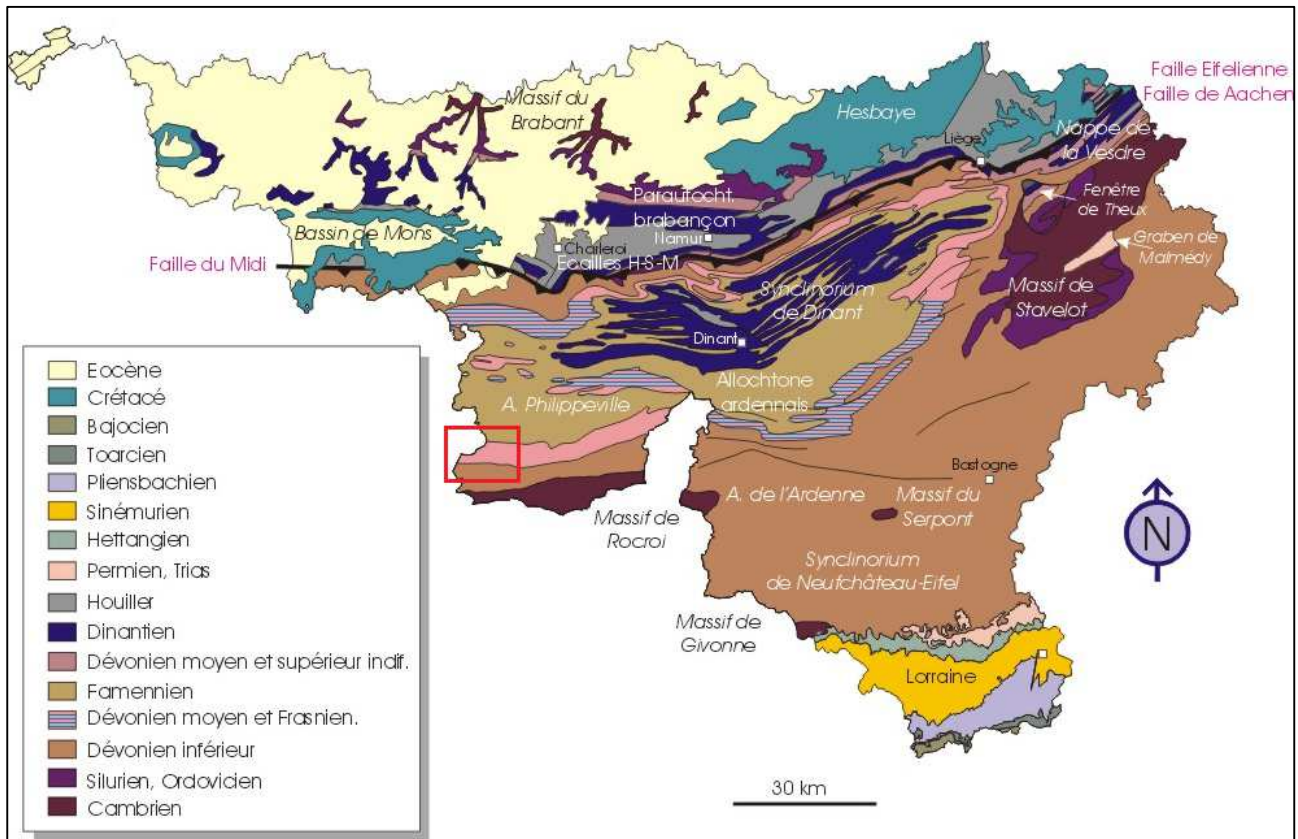 Faille Eifelienne
Faille de Aachen
Massif du
Brabant
Hesbaye
Liège
Nappe de
la Vesdre
Fenêtre
de Theux
Parautocht.
brabançon
Namur
Bassin de Mons
Charleroi
Ecailles H-S-M
Faille du Midi
Graben de
Malmedy
Massif de
Stavelot
Synclinorium
de Dinant
Dinant
Allochtone
ardennais
A. Philippeville
Bastogne
A. de l'Ardenne
Massif du
Serpont
Massif de
Rocroi
Synclinorium
de Neufchâteau-Eifel
Massif de
Givonne
Lorraine
N
30 km
Eocène
Crétacé
Bajocien
Toarcien
Pliensbachien
Sinémurien
Hettangien
Permien, Trias
Houiller
Dinantien
Dévonien moyen et supérieur indif.
Famennien
Dévonien moyen et Frasnien.
Dévonien inférieur
Silurien, Ordovicien
Cambrien